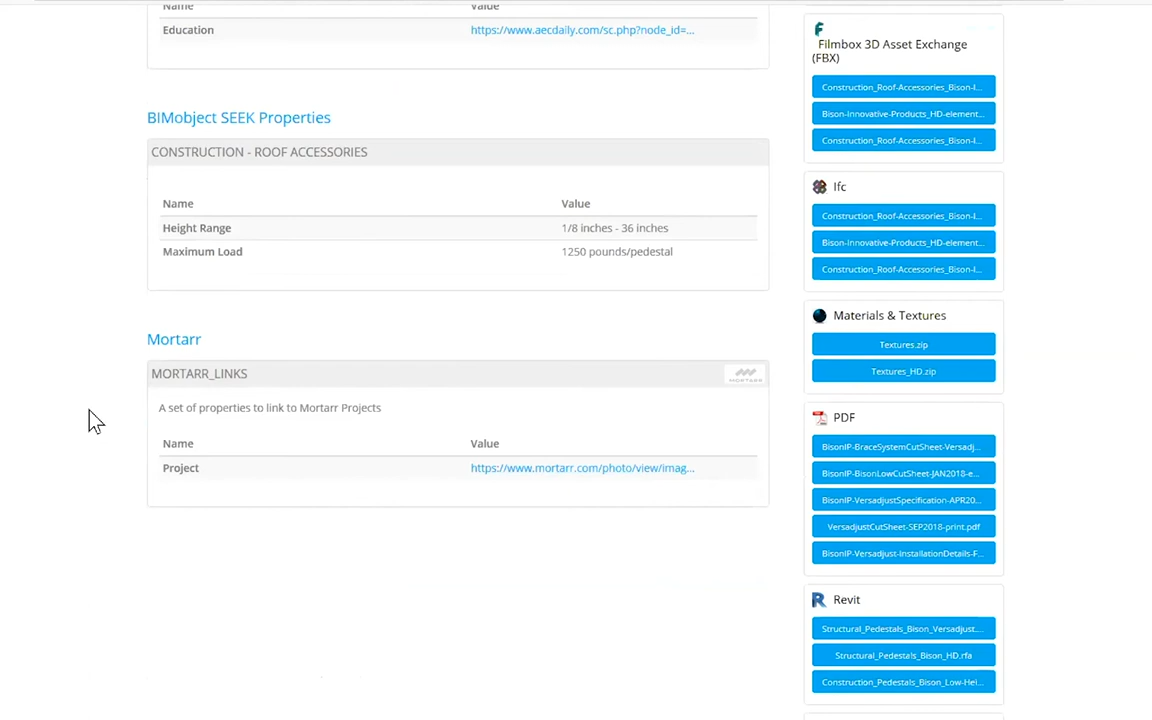 Name Value
Education https://www.aecdaily.com/sc.php?node_id=...
BIMobject SEEK Properties
CONSTRUCTION - ROOF ACCESSORIES
Name Value
Height Range 1/8 inches - 36 inches
Maximum Load 1250 pounds/pedestal
Mortarr
MORTARR_LINKS MORTARR
A set of properties to link to Mortarr Projects
Name Value
Project https://www.mortarr.com/photo/view/imag...
Filmbox 3D Asset Exchange
(FBX)
Construction_Roof-Accessories_Bison-I...
Bison-Innovative-Products_HD-element...
Construction_Roof-Accessories_Bison-I...
Ifc
Construction_Roof-Accessories_Bison-I...
Bison-Innovative-Products_HD-element...
Construction_Roof-Accessories_Bison-I...
Materials & Textures
Textures.zip
Textures_HD.zip
PDF
BisonIP-BraceSystemCutSheet-Versadj...
BisonIP-BisonLowCutSheet-JAN2018-e...
BisonIP-VersadjustSpecification-APR20...
VersadjustCutSheet-SEP2018-print.pdf
BisonIP-Versadjust-InstallationDetails-F...
Revit
Structural_Pedestals_Bison_Versadjust....
Structural_Pedestals_Bison_HD.rfa
Construction_Pedestals_Bison_Low-Hei...